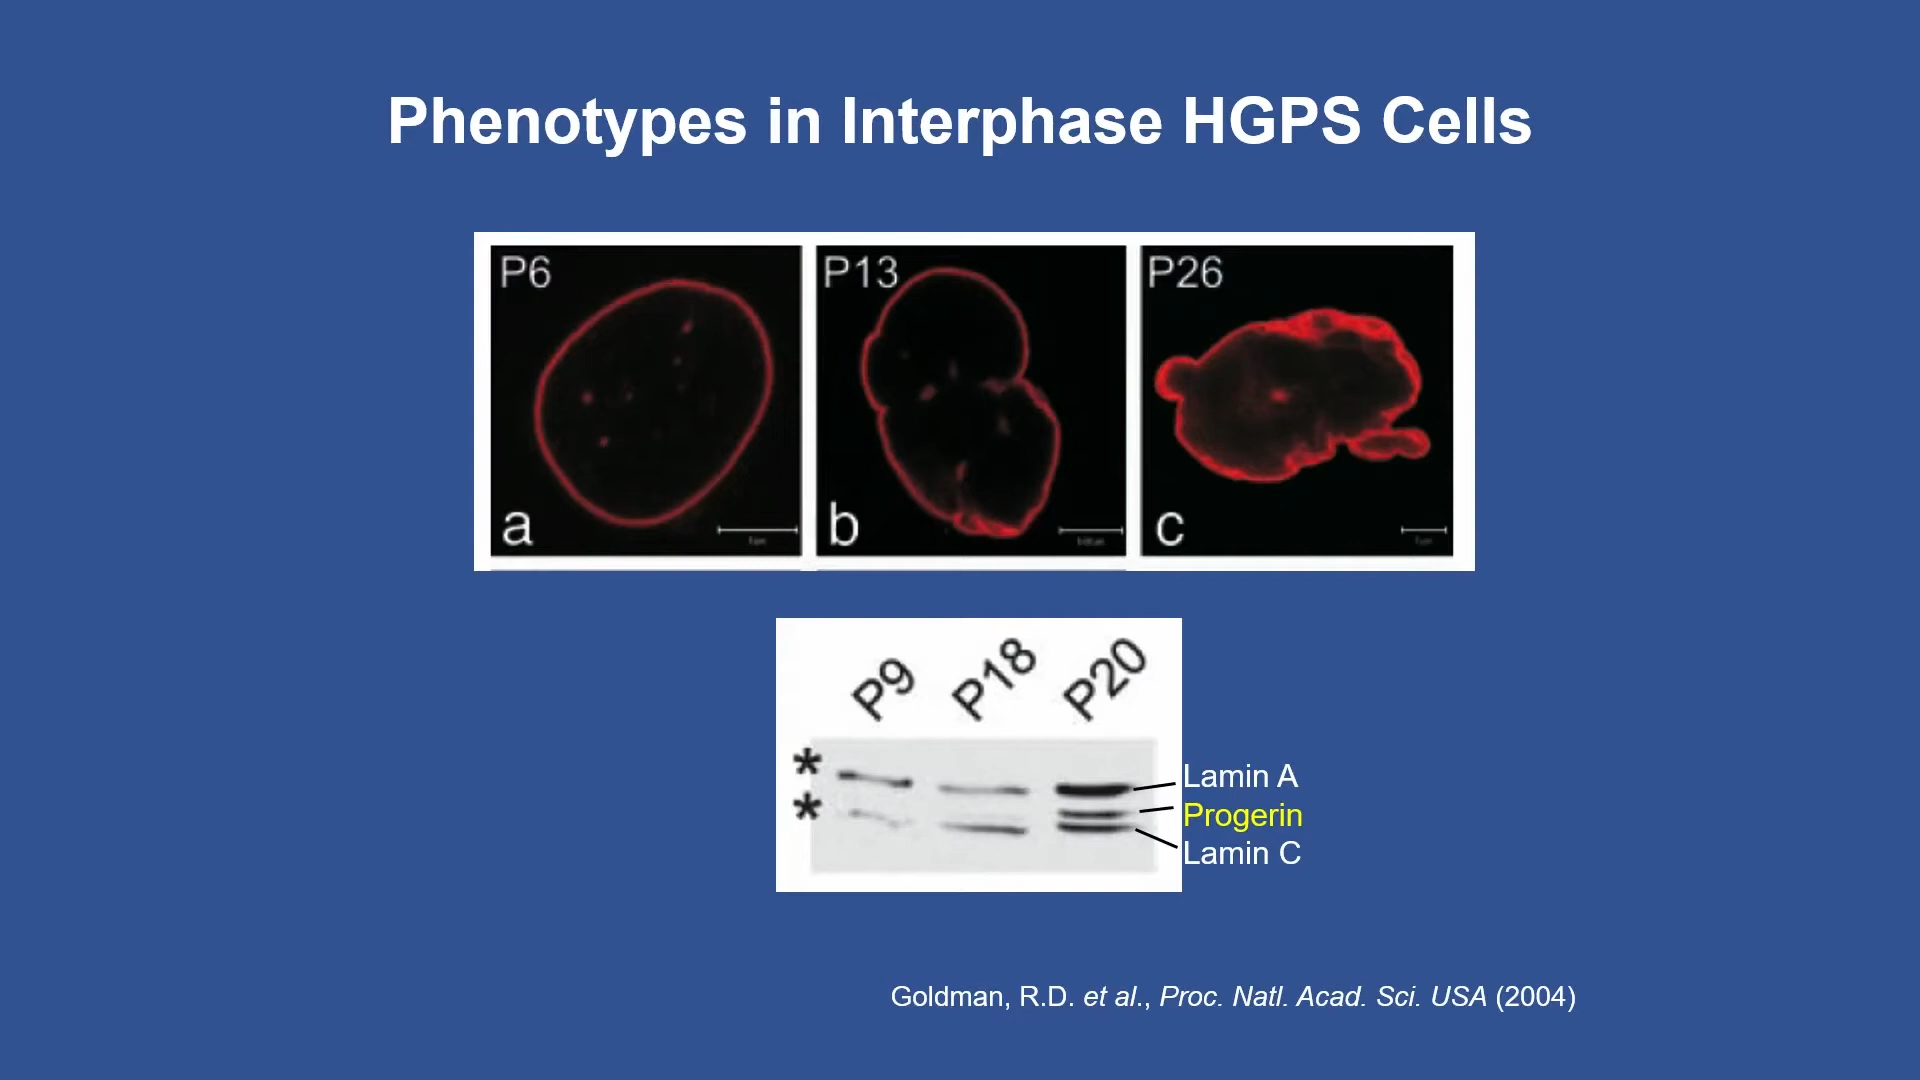 Phenotypes in Interphase HGPS Cells
P6
P13
P26
a
b
c
P9
P18
P20
*
*
Lamin A
Progerin
Lamin C
Goldman, R.D. et al., Proc. Natl. Acad. Sci. USA (2004)